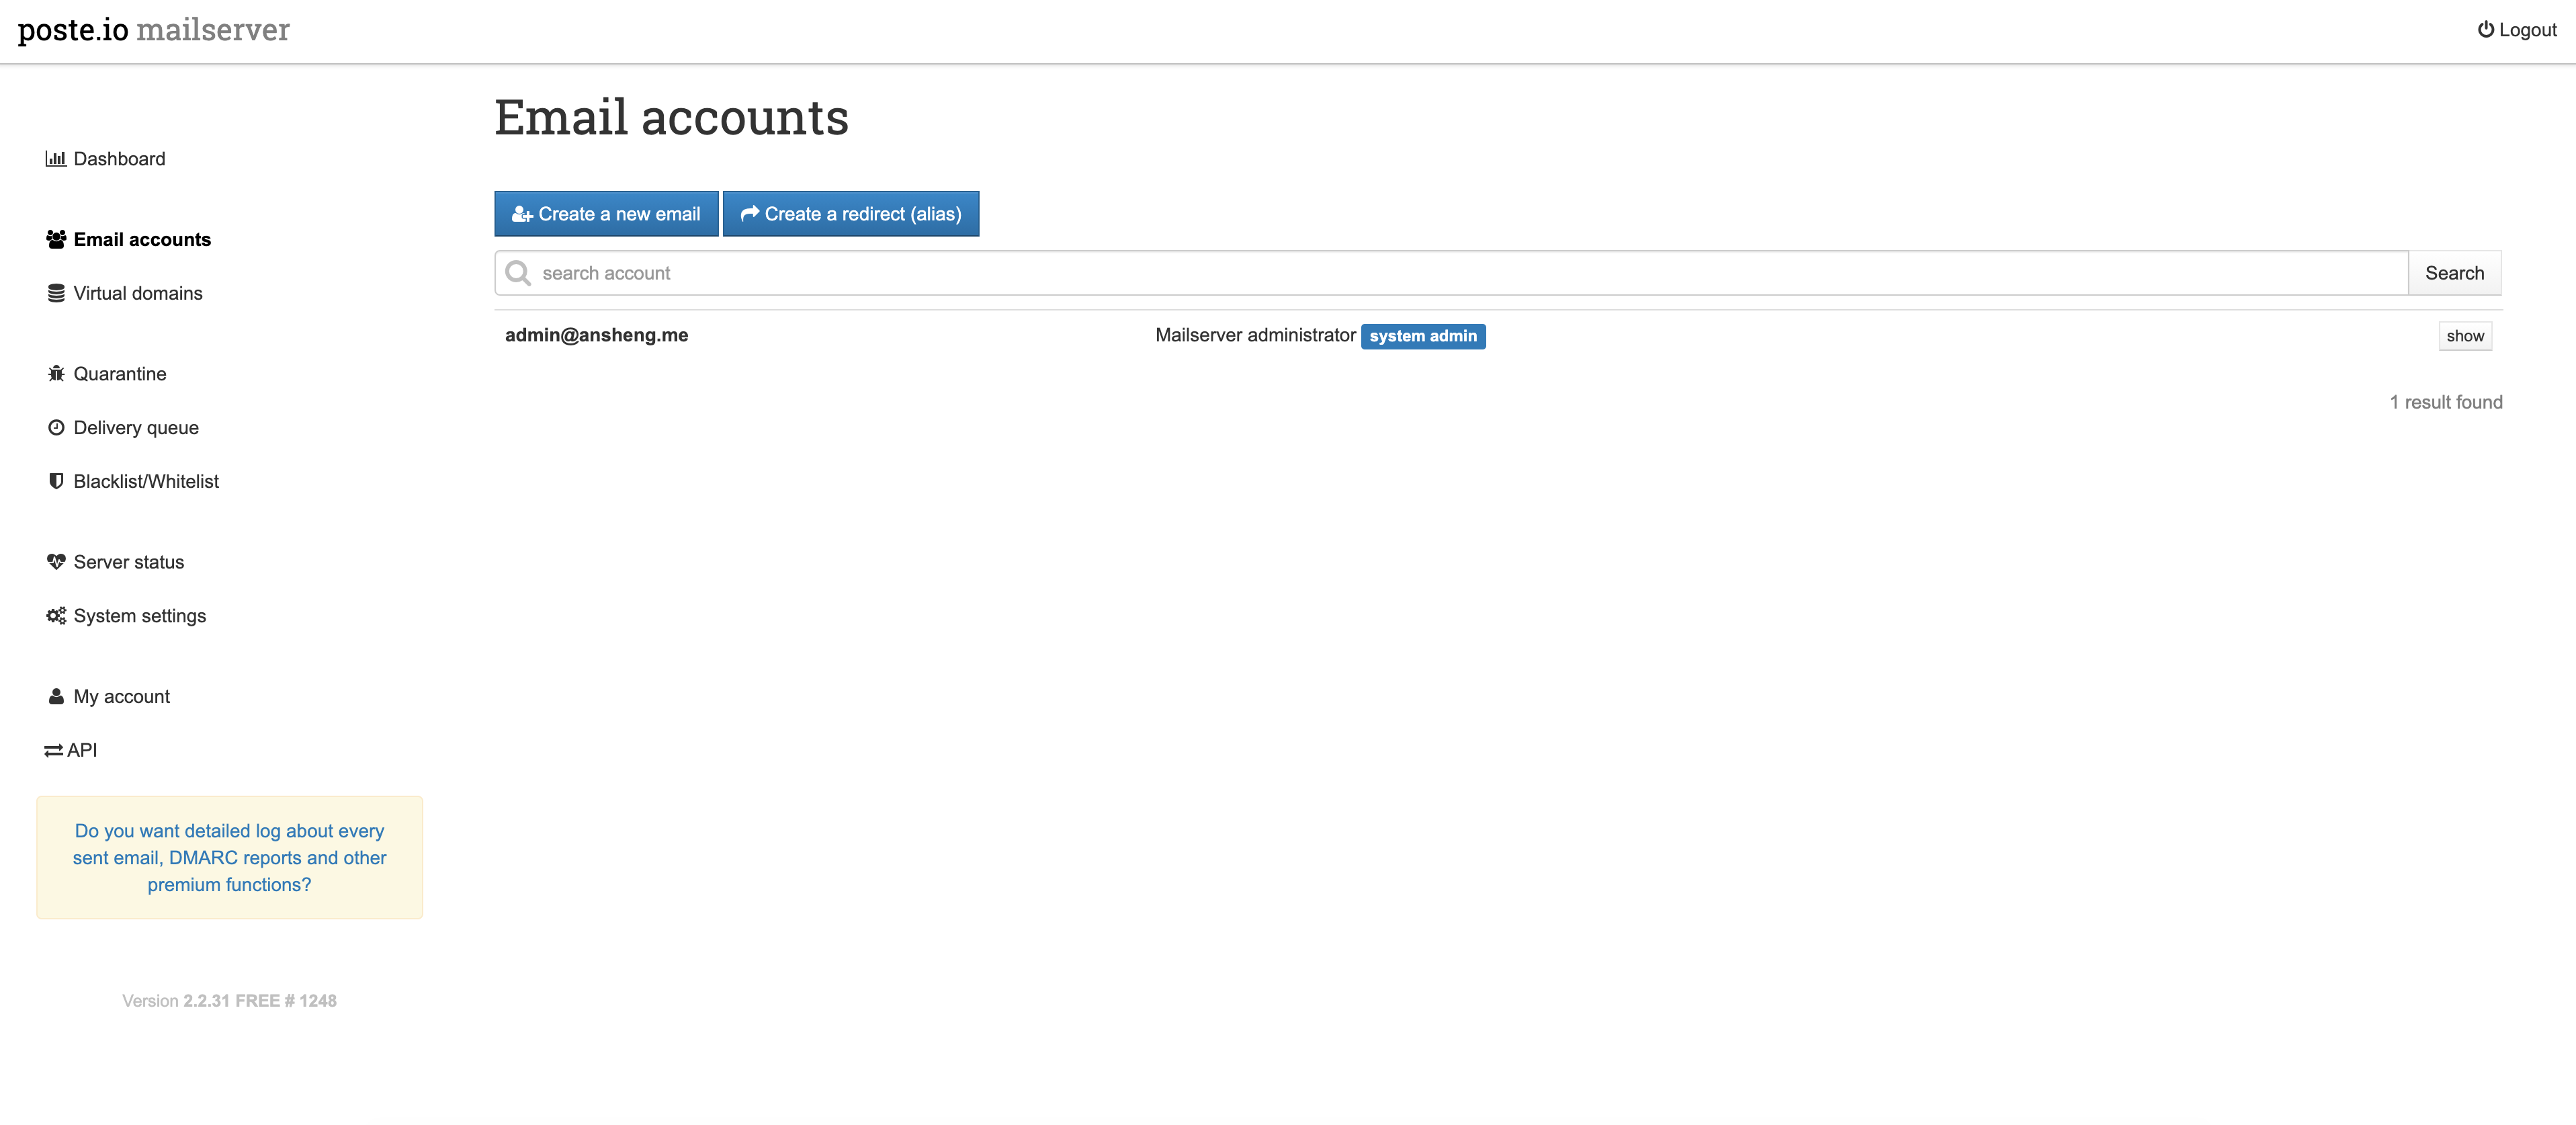 poste.io mailserver
Logout
Dashboard
Email accounts
Virtual domains
Quarantine
Delivery queue
Blacklist/Whitelist
Server status
System settings
My account
API
Do you want detailed log about every
sent email, DMARC reports and other
premium functions?
Version 2.2.31 FREE # 1248
Email accounts
Create a new email
Create a redirect (alias)
search account
Search
admin@ansheng.me
Mailserver administrator system admin
show
1 result found